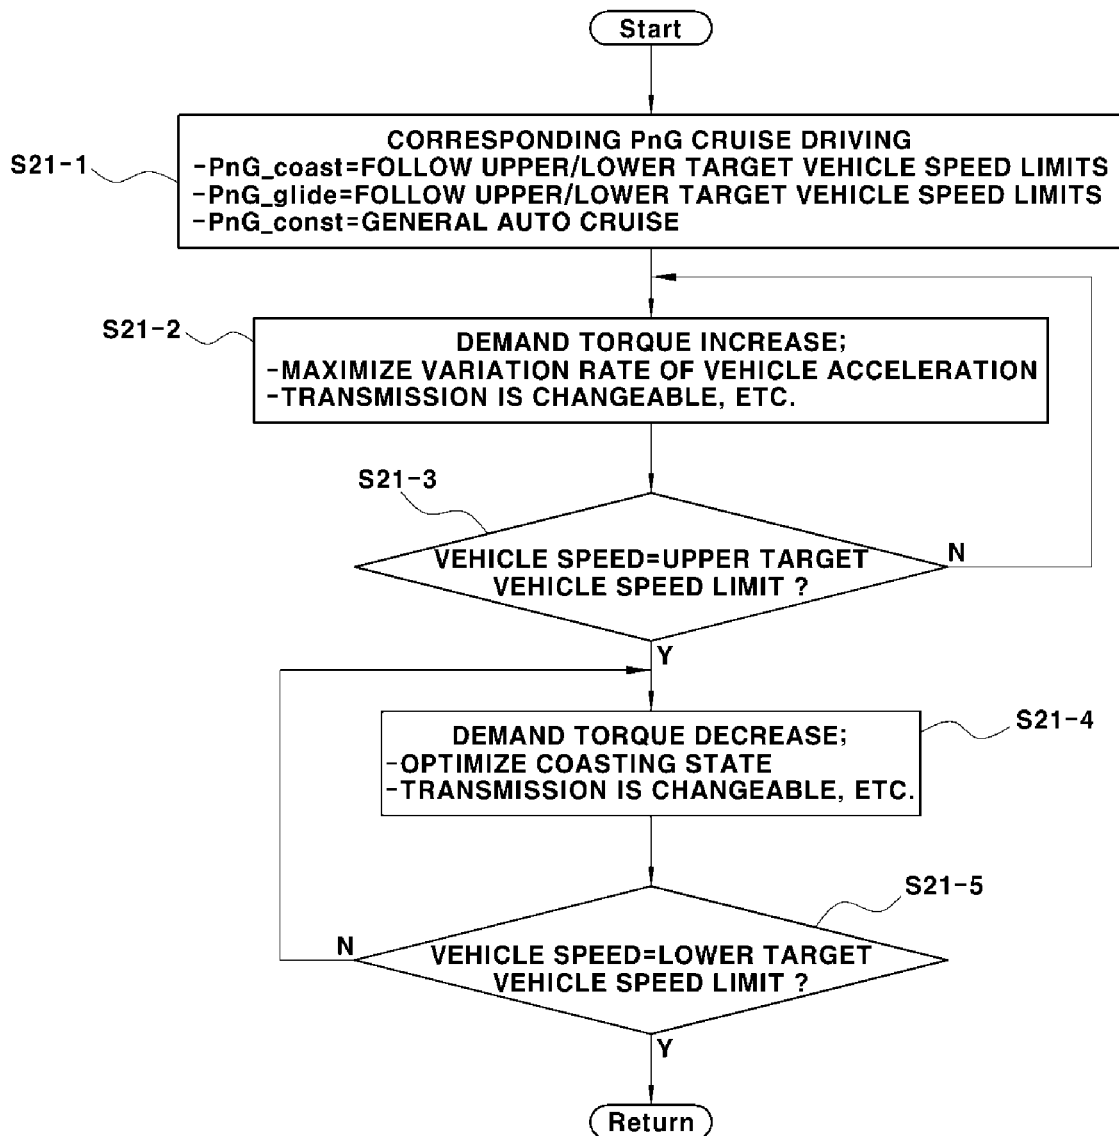 Start
S21-1
CORRESPONDING PnG CRUISE DRIVING
-PnG_coast=FOLLOW UPPER/LOWER TARGET VEHICLE SPEED LIMITS
-PnG_glide=FOLLOW UPPER/LOWER TARGET VEHICLE SPEED LIMITS
-PnG_const=GENERAL AUTO CRUISE
S21-2
DEMAND TORQUE INCREASE;
-MAXIMIZE VARIATION RATE OF VEHICLE ACCELERATION
-TRANSMISSION IS CHANGEABLE, ETC.
S21-3
VEHICLE SPEED=UPPER TARGET
VEHICLE SPEED LIMIT ?
N
Y
S21-4
DEMAND TORQUE DECREASE;
-OPTIMIZE COASTING STATE
-TRANSMISSION IS CHANGEABLE, ETC.
S21-5
N
VEHICLE SPEED=LOWER TARGET
VEHICLE SPEED LIMIT ?
Y
Return